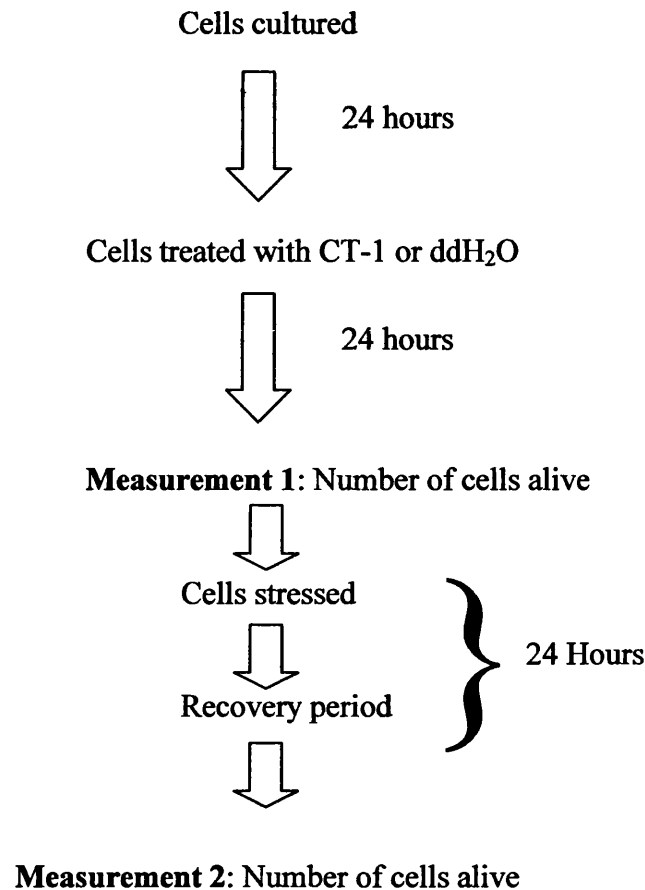 Cells cultured
24 hours
Cells treated with CT-1 or ddH₂O
24 hours
Measurement 1: Number of cells alive
Cells stressed
24 Hours
Recovery period
Measurement 2: Number of cells alive